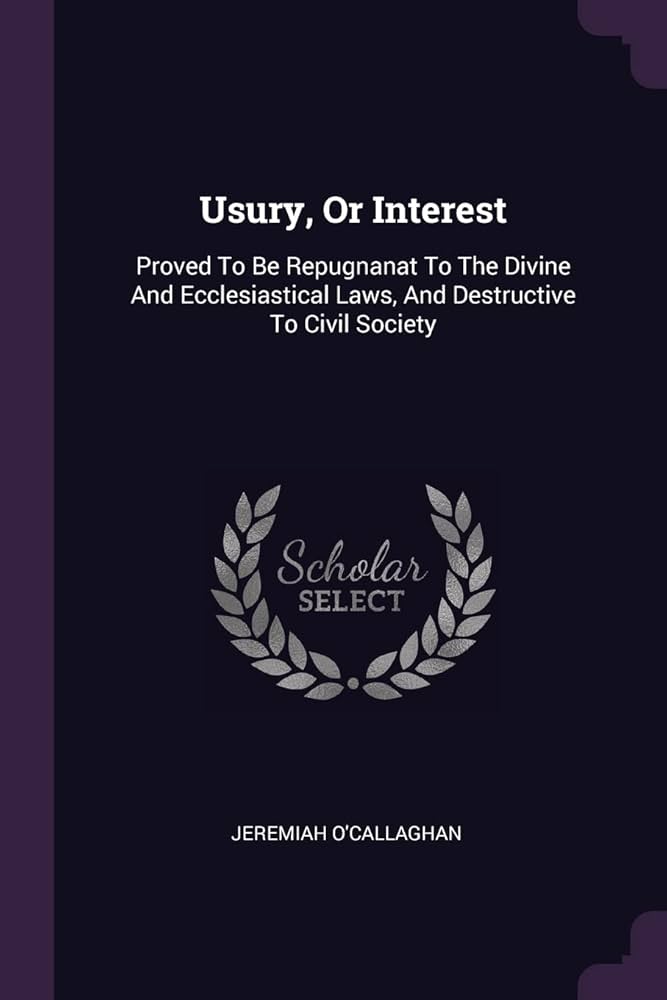 Usury, Or Interest
Proved To Be Repugnanat To The Divine
And Ecclesiastical Laws, And Destructive
To Civil Society
Scholar
SELECT
JEREMIAH O'CALLAGHAN